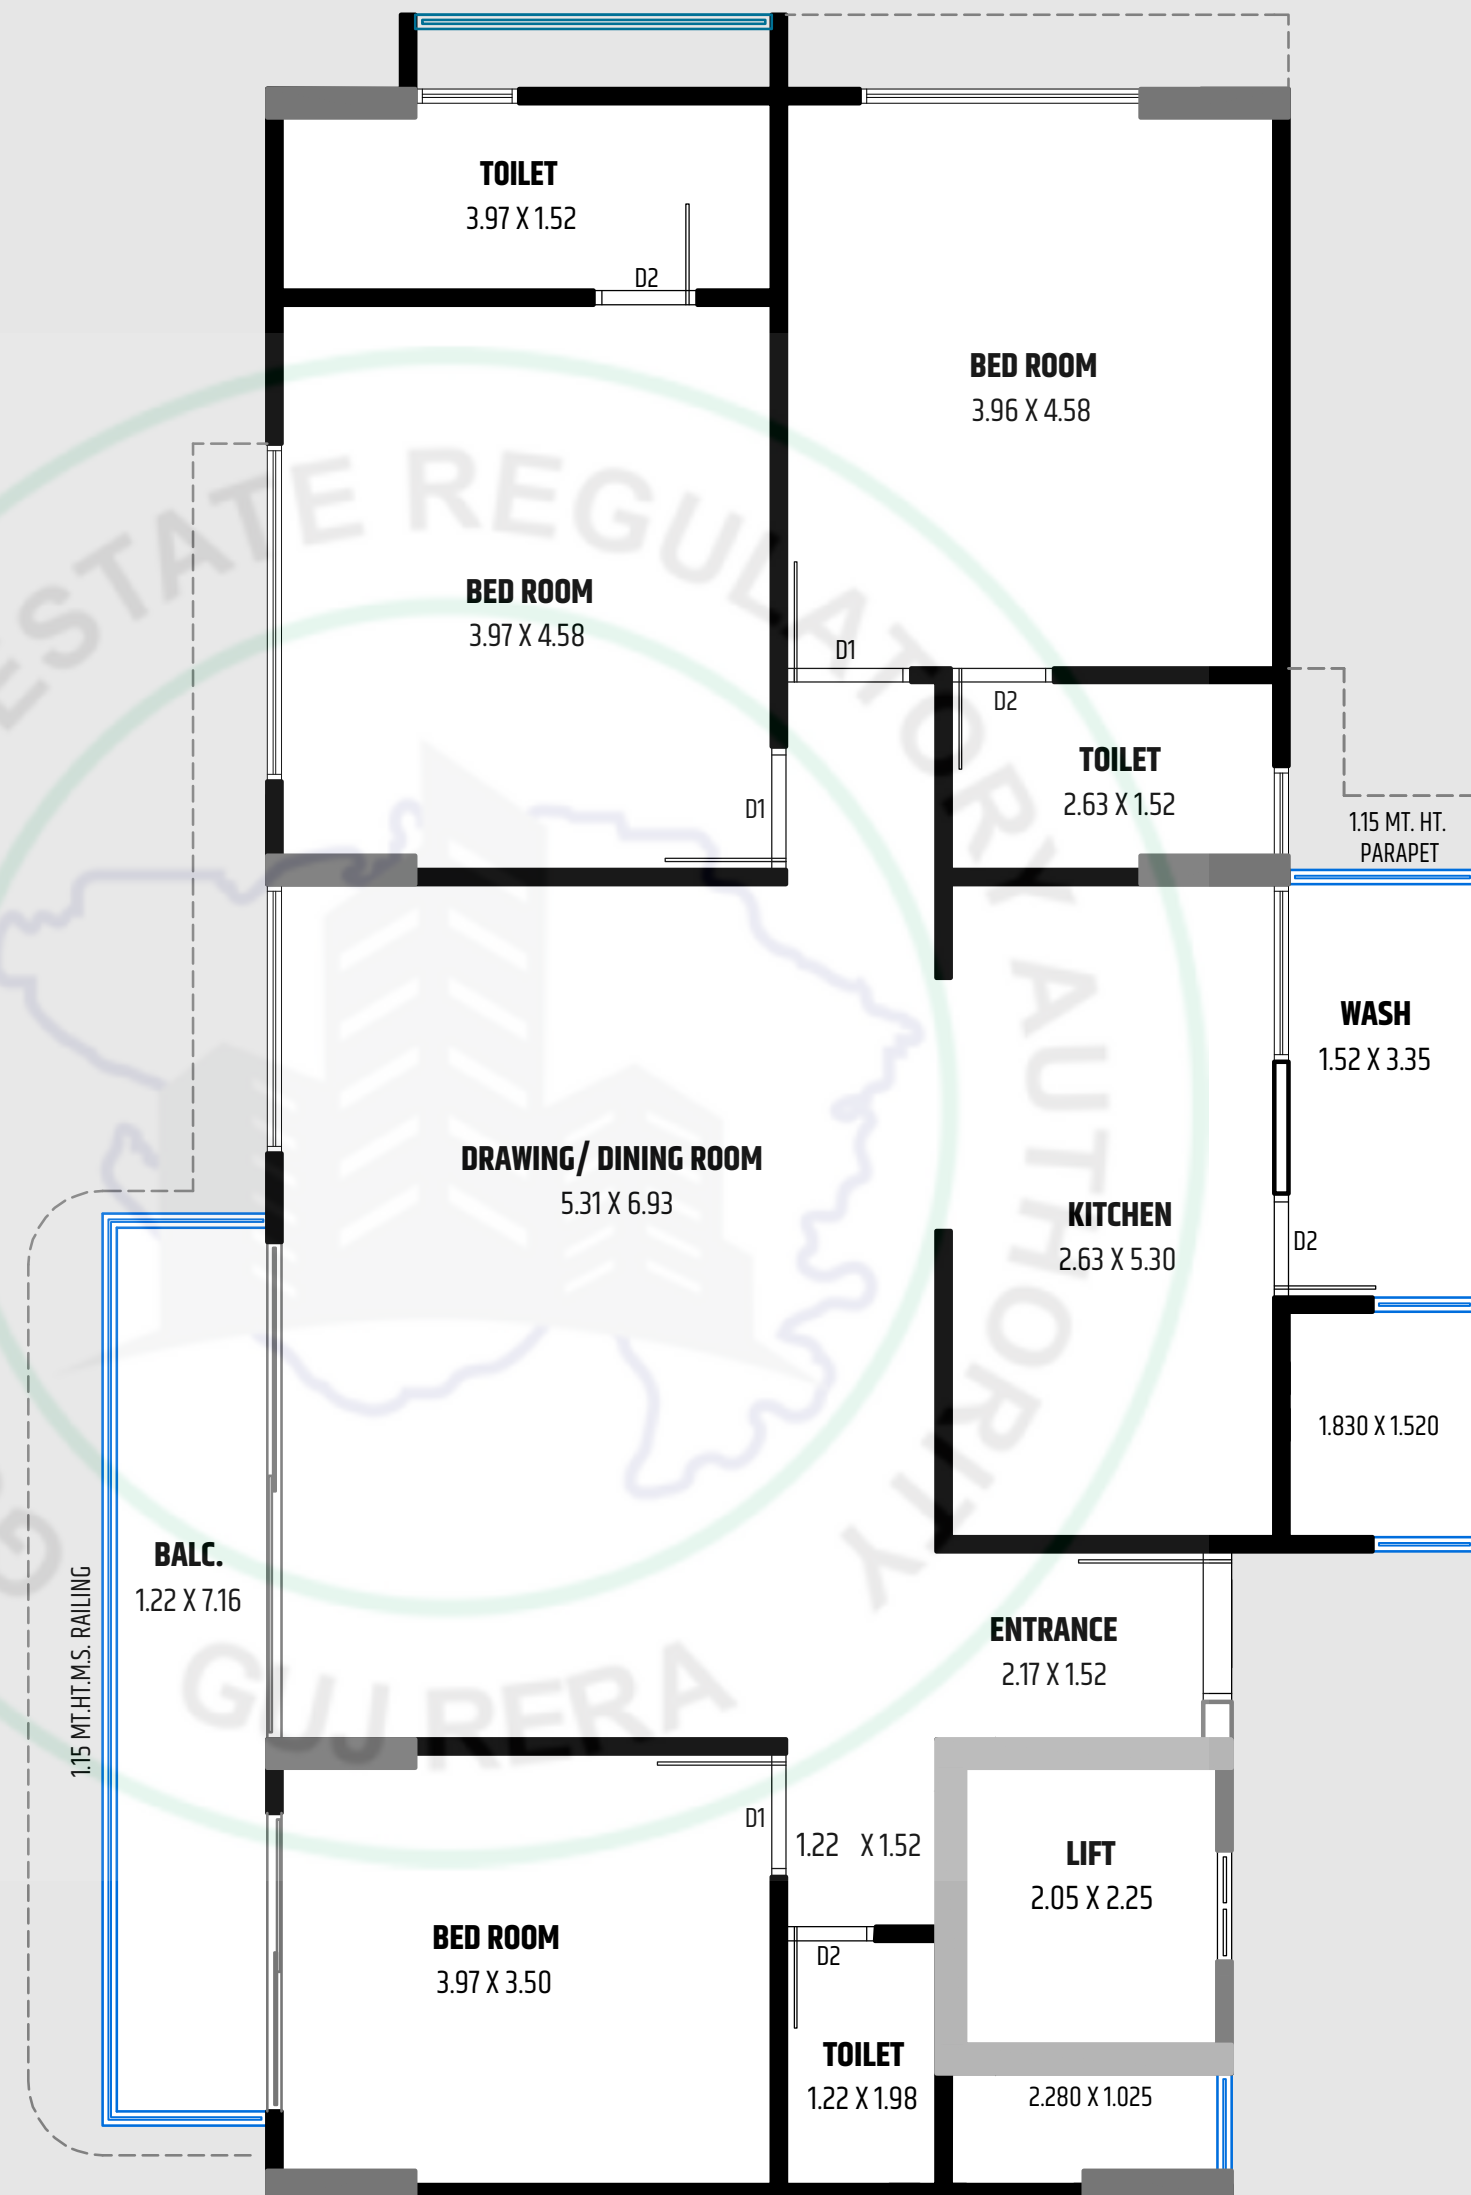 TOILET
3.97 X 1.52
D2
BED ROOM
3.96 X 4.58
BED ROOM
3.97 X 4.58
D1
D2
TOILET
2.63 X 1.52
D1
1.15 MT. HT.
PARAPET
WASH
1.52 X 3.35
DRAWING/ DINING ROOM
5.31 X 6.93
KITCHEN
2.63 X 5.30
D2
1.830 X 1.520
BALC.
1.22 X 7.16
1.15 MT.HT.M.S. RAILING
ENTRANCE
2.17 X 1.52
D1
1.22 X 1.52
LIFT
2.05 X 2.25
BED ROOM
3.97 X 3.50
D2
TOILET
1.22 X 1.98
2.280 X 1.025
ESTATE REGULATORY AUTHORITY
GUJ RERA